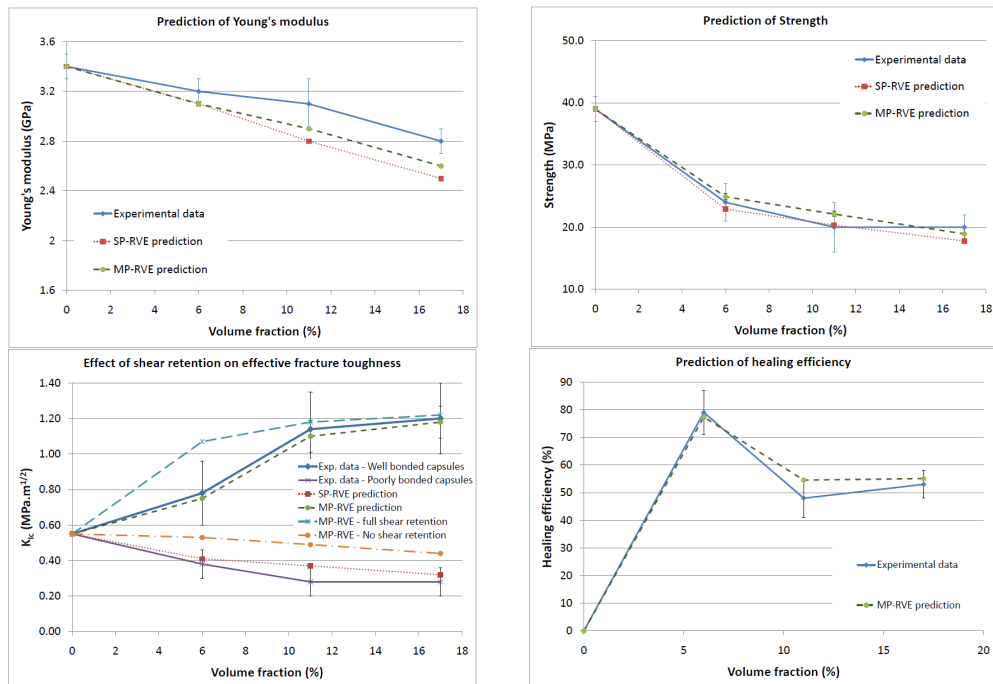 Prediction of Young's modulus
3.6
3.2
2.8
2.4
2
1.6
Young's modulus (GPa)
Experimental data
SP-RVE prediction
MP-RVE prediction
0 2 4 6 8 10 12 14 16 18
Volume fraction (%)
Prediction of Strength
50.0
40.0
30.0
20.0
10.0
Strength (MPa)
Experimental data
SP-RVE prediction
MP-RVE prediction
0 2 4 6 8 10 12 14 16 18
Volume fraction (%)
Effect of shear retention on effective fracture toughness
1.40
1.20
1.00
0.80
0.60
0.40
0.20
0.00
K_Ic (MPa.m^1/2)
Exp. data - Well bonded capsules
Exp. data - Poorly bonded capsules
SP-RVE prediction
MP-RVE prediction
MP-RVE - full shear retention
MP-RVE - No shear retention
0 2 4 6 8 10 12 14 16 18
Volume fraction (%)
Prediction of healing efficiency
90
80
70
60
50
40
30
20
10
0
Healing efficiency (%)
Experimental data
MP-RVE prediction
0 5 10 15 20
Volume fraction (%)